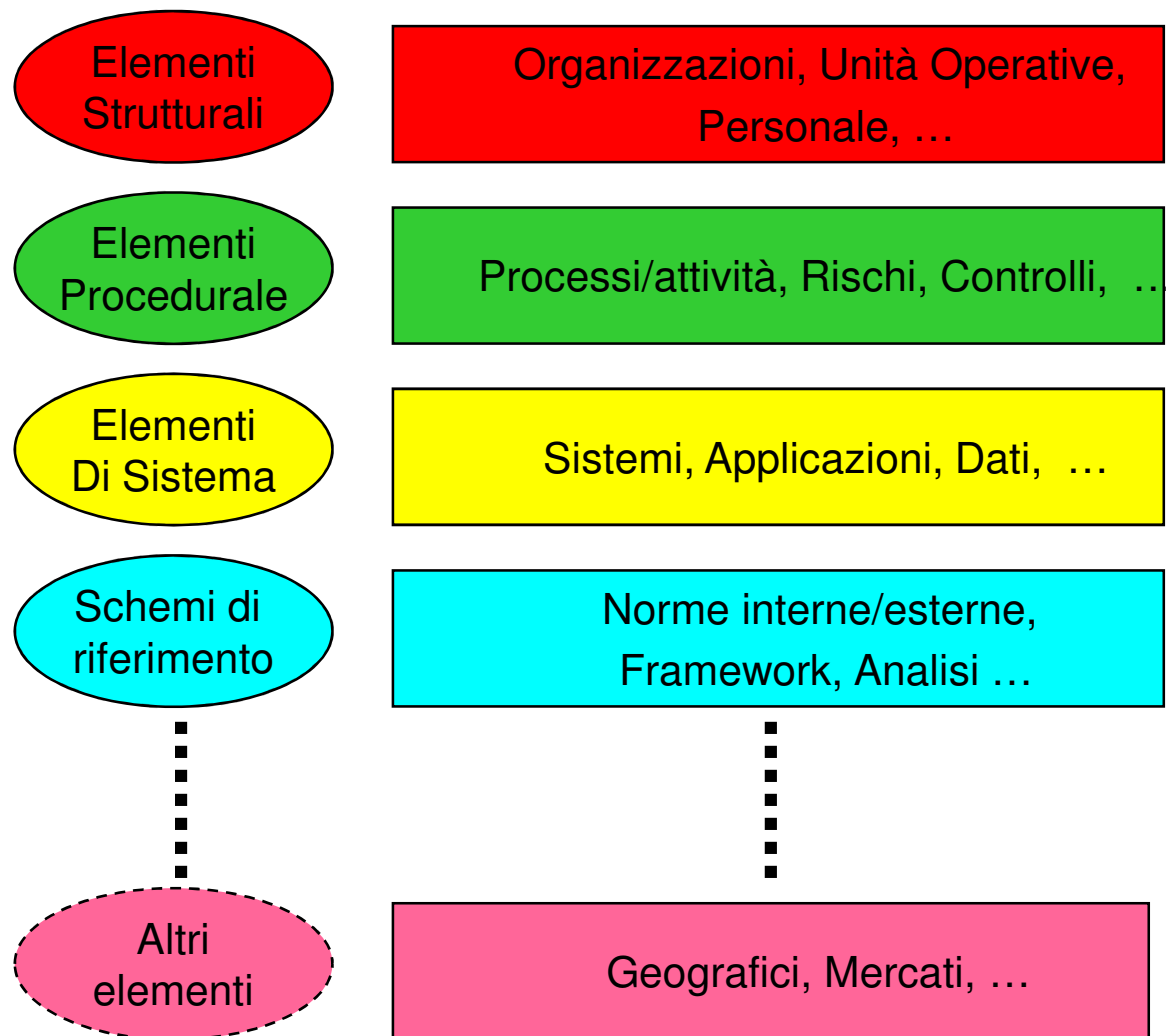 Elementi
Strutturali
Organizzazioni, Unità Operative,
Personale, …
Elementi
Procedurale
Processi/attività, Rischi, Controlli, …
Elementi
Di Sistema
Sistemi, Applicazioni, Dati, …
Schemi di
riferimento
Norme interne/esterne,
Framework, Analisi …
Altri
elementi
Geografici, Mercati, …